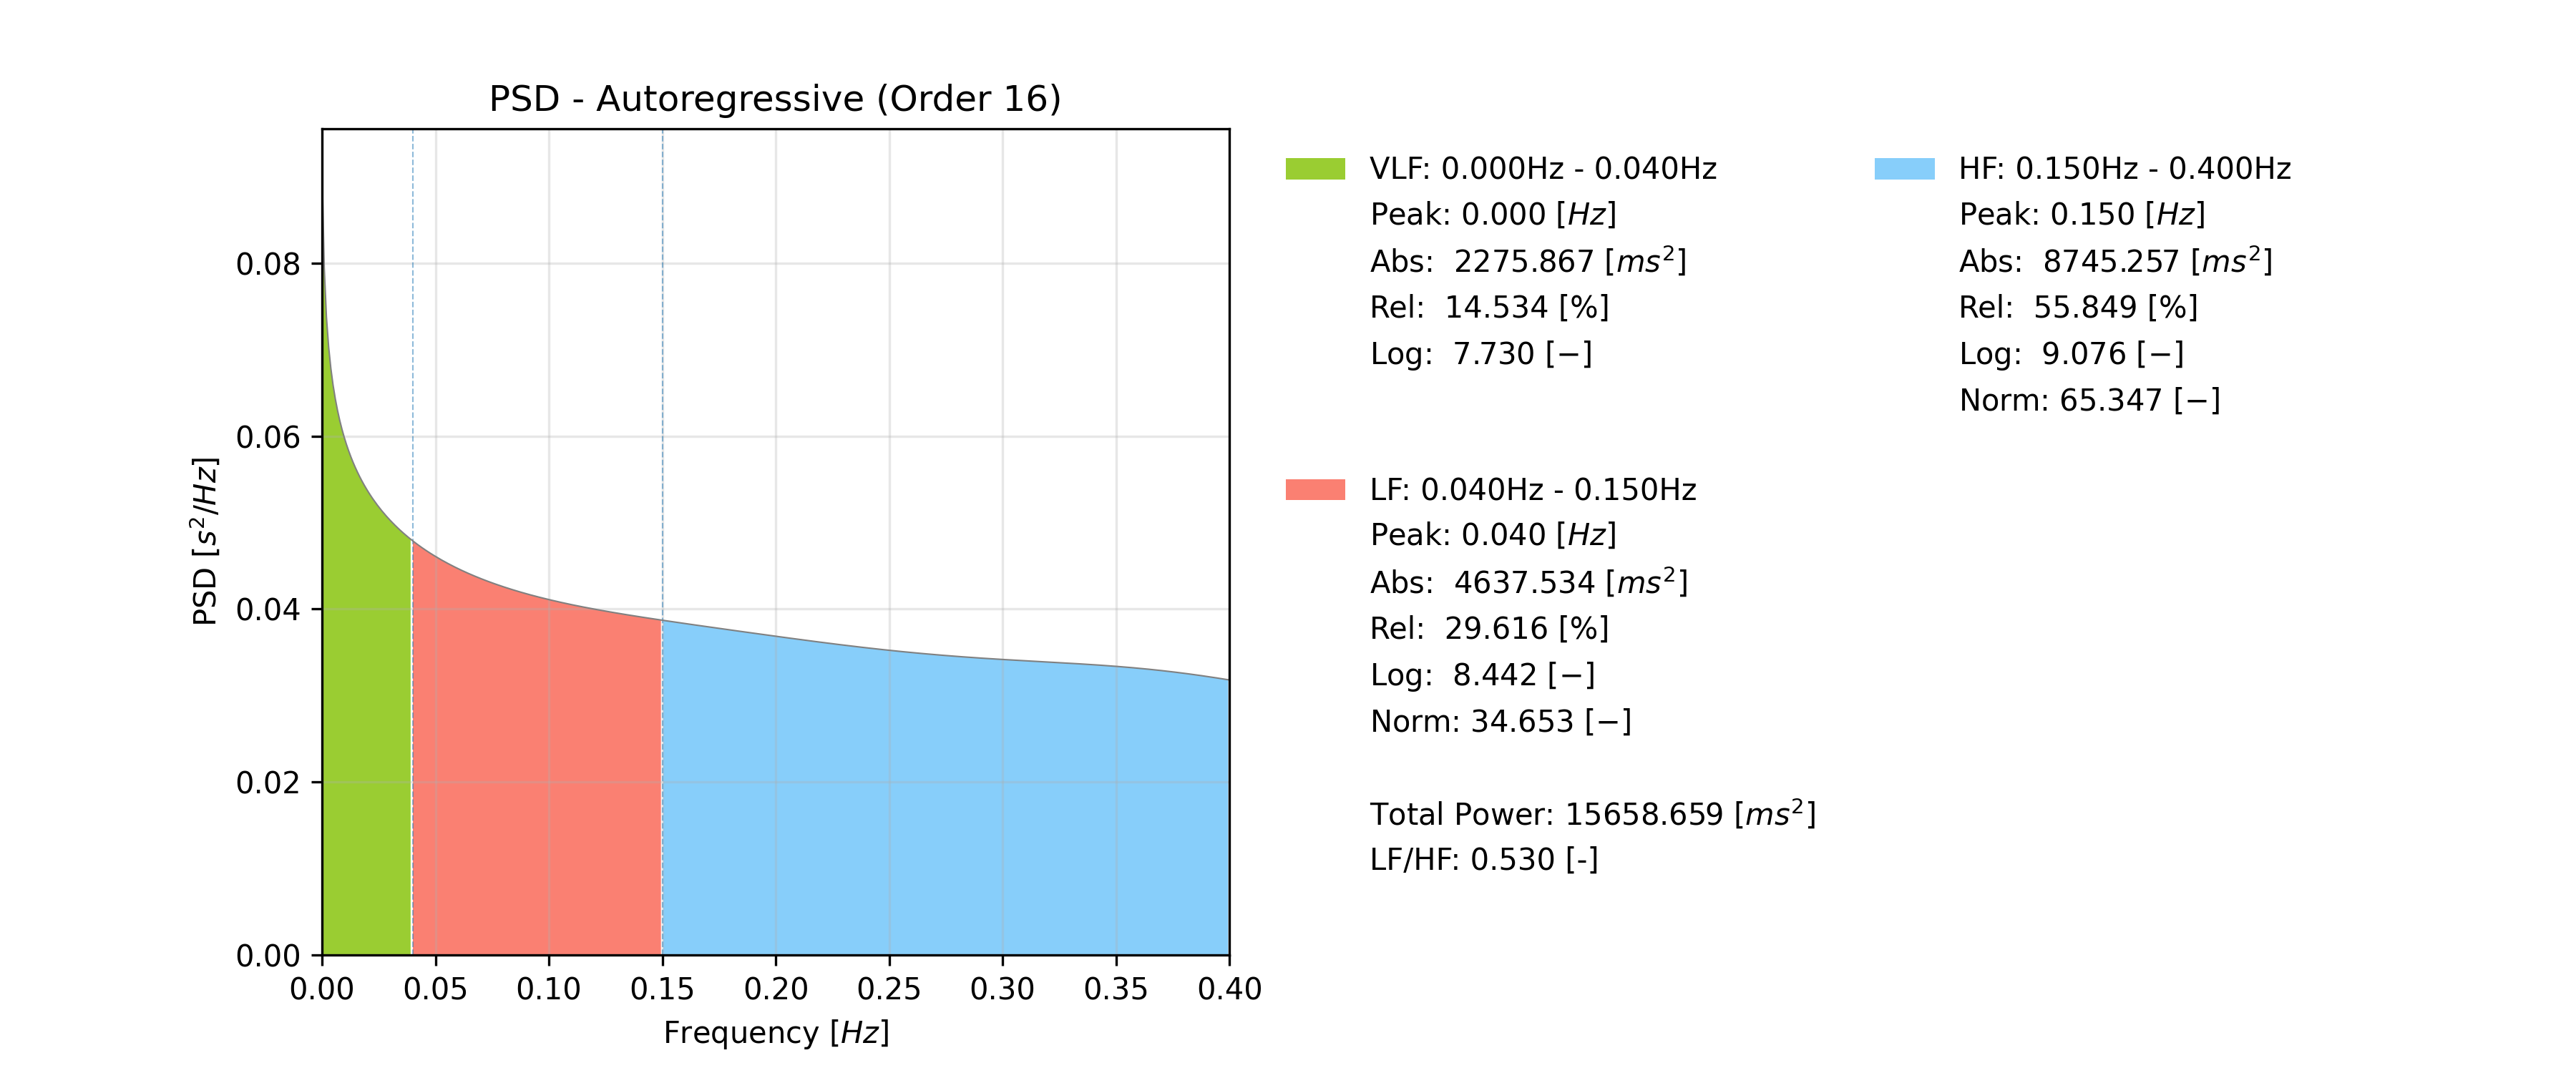 PSD - Autoregressive (Order 16)
PSD [s²/Hz]
0.08
0.06
0.04
0.02
0.00
0.00 0.05 0.10 0.15 0.20 0.25 0.30 0.35 0.40
Frequency [Hz]
VLF: 0.000Hz - 0.040Hz
Peak: 0.000 [Hz]
Abs: 2275.867 [ms²]
Rel: 14.534 [%]
Log: 7.730 [−]
LF: 0.040Hz - 0.150Hz
Peak: 0.040 [Hz]
Abs: 4637.534 [ms²]
Rel: 29.616 [%]
Log: 8.442 [−]
Norm: 34.653 [−]
Total Power: 15658.659 [ms²]
LF/HF: 0.530 [-]
HF: 0.150Hz - 0.400Hz
Peak: 0.150 [Hz]
Abs: 8745.257 [ms²]
Rel: 55.849 [%]
Log: 9.076 [−]
Norm: 65.347 [−]